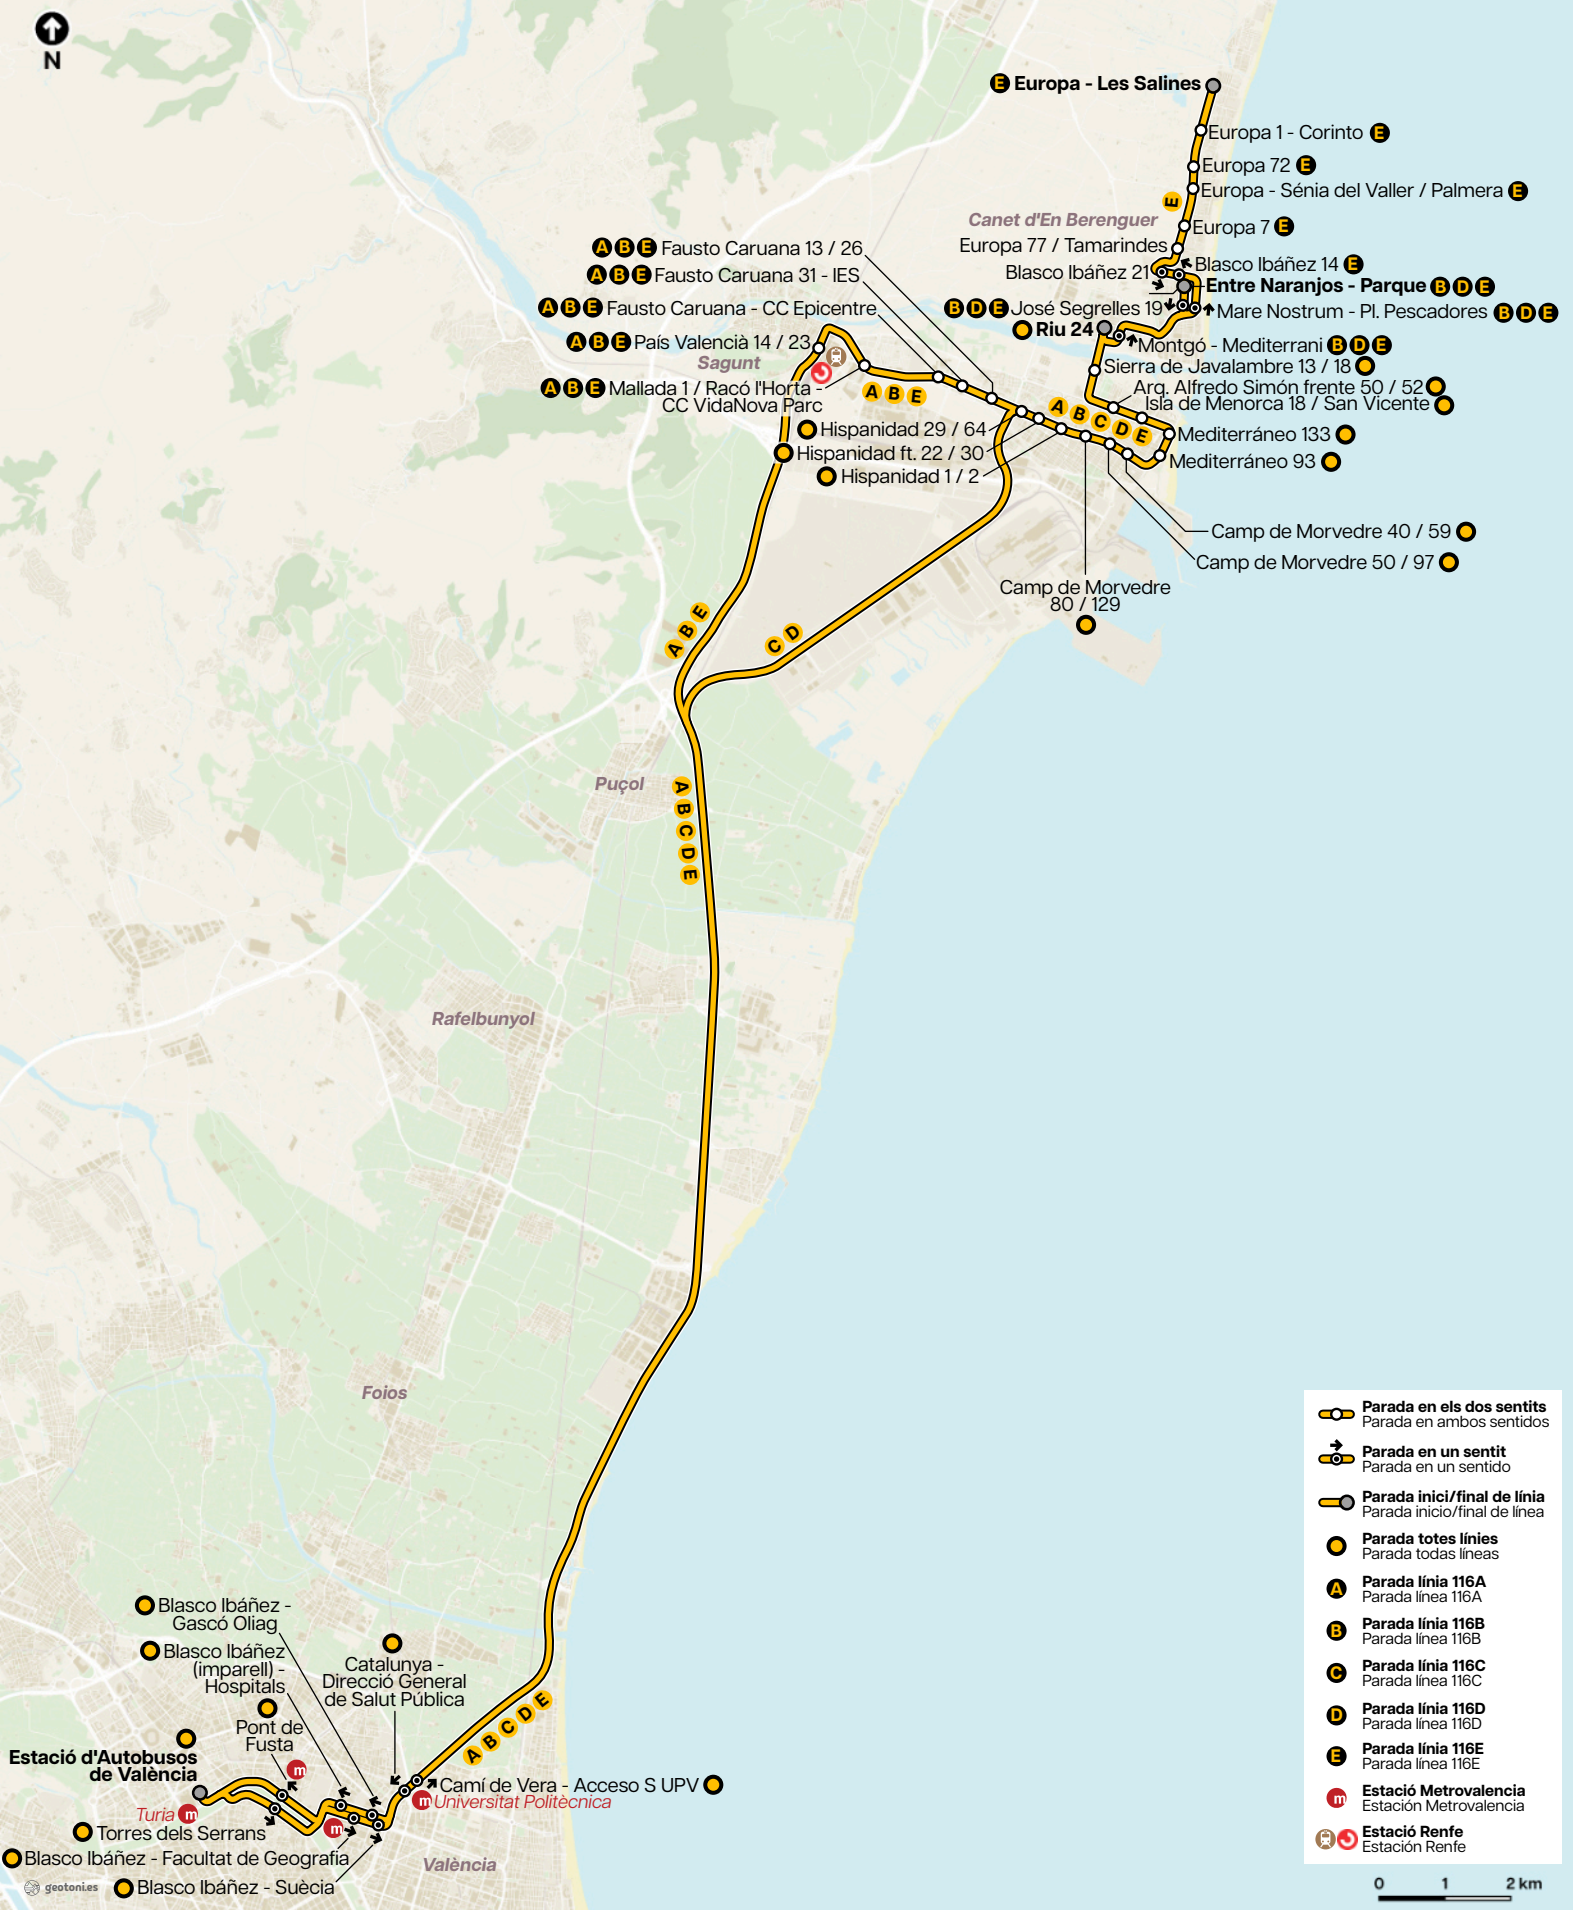 N
E Europa - Les Salines
Europa 1 - Corinto E
Europa 72 E
Europa - Sénia del Valler / Palmera E
E
Canet d'En Berenguer
Europa 7 E
Europa 77 / Tamarindes
A B E Fausto Caruana 13 / 26
Blasco Ibáñez 14 E
Blasco Ibáñez 21
A B E Fausto Caruana 31 - IES
Entre Naranjos - Parque B D E
A B E Fausto Caruana - CC Epicentre
B D E José Segrelles 19
Mare Nostrum - Pl. Pescadores B D E
Riu 24
A B E País Valencià 14 / 23
Montgó - Mediterrani B D E
Sagunt
Sierra de Javalambre 13 / 18
A B E Mallada 1 / Racó l'Horta -
CC VidaNova Parc
A B E
Arq. Alfredo Simón frente 50 / 52
Isla de Menorca 18 / San Vicente
A B C D E
Hispanidad 29 / 64
Mediterráneo 133
Hispanidad ft. 22 / 30
Mediterráneo 93
Hispanidad 1 / 2
Camp de Morvedre 40 / 59
Camp de Morvedre 50 / 97
Camp de Morvedre
80 / 129
A B E
C D
Puçol
A B C D E
Rafelbunyol
Foios
Parada en els dos sentits
Parada en ambos sentidos
Parada en un sentit
Parada en un sentido
Parada inici/final de línia
Parada inicio/final de línea
Parada totes línies
Parada todas líneas
A Parada línia 116A
Parada línea 116A
B Parada línia 116B
Parada línea 116B
C Parada línia 116C
Parada línea 116C
D Parada línia 116D
Parada línea 116D
E Parada línia 116E
Parada línea 116E
m Estació Metrovalencia
Estación Metrovalencia
Estació Renfe
Estación Renfe
0 1 2 km
Blasco Ibáñez -
Gascó Oliag
Blasco Ibáñez
(imparell) -
Hospitals
Catalunya -
Direcció General
de Salut Pública
Pont de
Fusta
A B C D E
Estació d'Autobusos
de València
m
Camí de Vera - Acceso S UPV
m Universitat Politècnica
Turia m
m
Torres dels Serrans
Blasco Ibáñez - Facultat de Geografia
València
Blasco Ibáñez - Suècia
geotoni.es